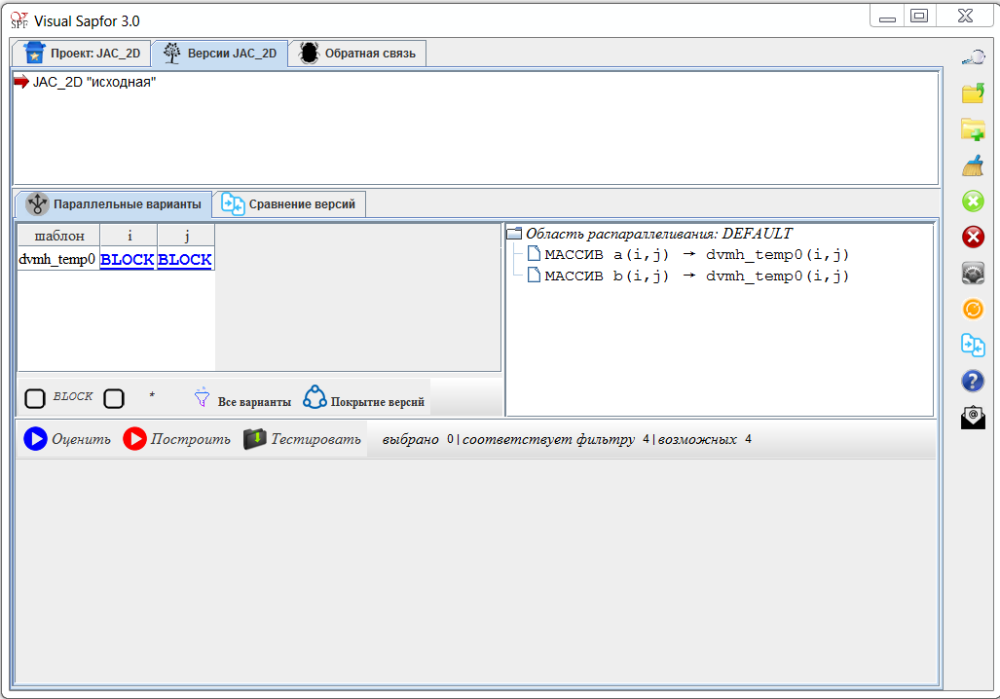 Visual Sapfor 3.0
Проект: JAC_2D Версии JAC_2D Обратная связь
JAC_2D "исходная"
Параллельные варианты Сравнение версий
шаблон i j
dvmh_temp0 BLOCK BLOCK
Область распараллеливания: DEFAULT
МАССИВ a(i,j) → dvmh_temp0(i,j)
МАССИВ b(i,j) → dvmh_temp0(i,j)
BLOCK * Все варианты Покрытие версий
Оценить Построить Тестировать выбрано 0|соответствует фильтру 4|возможных 4